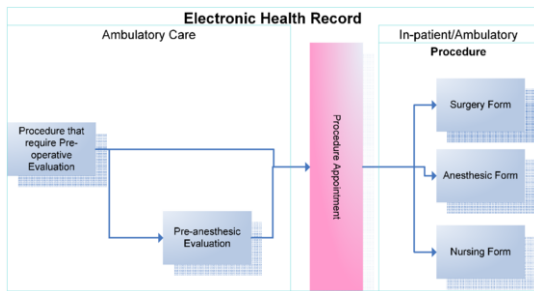 Electronic Health Record
Ambulatory Care
In-patient/Ambulatory
Procedure
Procedure that
require Pre-
operative
Evaluation
Pre-anesthesic
Evaluation
Procedure Appointment
Surgery Form
Anesthesic Form
Nursing Form